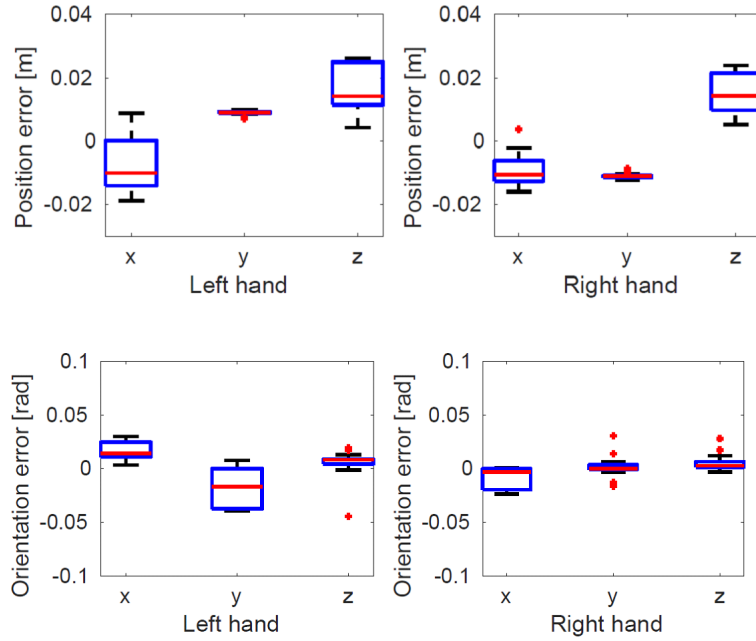 Position error [m]
0.04
0.02
0
-0.02
x
y
z
Left hand
Position error [m]
0.04
0.02
0
-0.02
x
y
z
Right hand
Orientation error [rad]
0.1
0.05
0
-0.05
-0.1
x
y
z
Left hand
Orientation error [rad]
0.1
0.05
0
-0.05
-0.1
x
y
z
Right hand